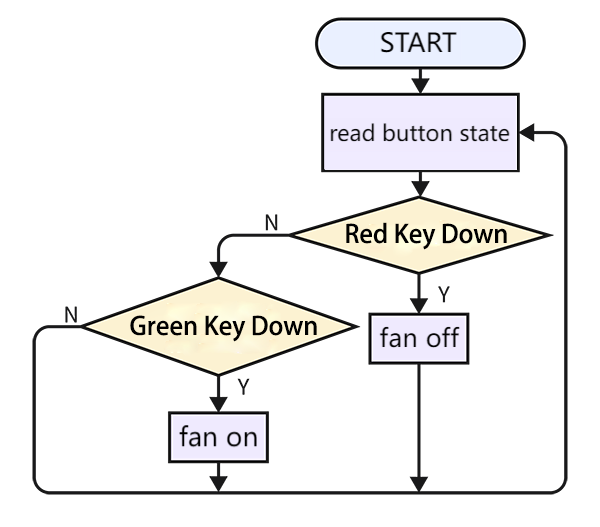 START
read button state
N
Red Key Down
Y
N
Green Key Down
fan off
Y
fan on